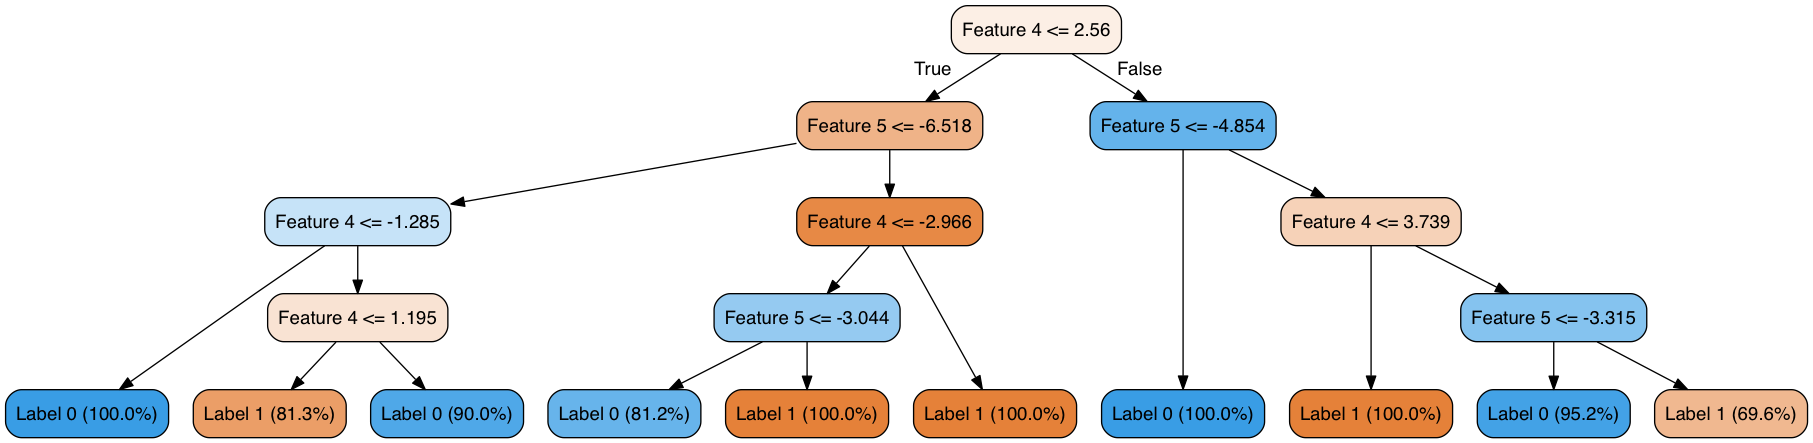 Feature 4 <= 2.56
True
False
Feature 5 <= -6.518
Feature 5 <= -4.854
Feature 4 <= -1.285
Feature 4 <= -2.966
Feature 4 <= 3.739
Feature 4 <= 1.195
Feature 5 <= -3.044
Feature 5 <= -3.315
Label 0 (100.0%)
Label 1 (81.3%)
Label 0 (90.0%)
Label 0 (81.2%)
Label 1 (100.0%)
Label 1 (100.0%)
Label 0 (100.0%)
Label 1 (100.0%)
Label 0 (95.2%)
Label 1 (69.6%)